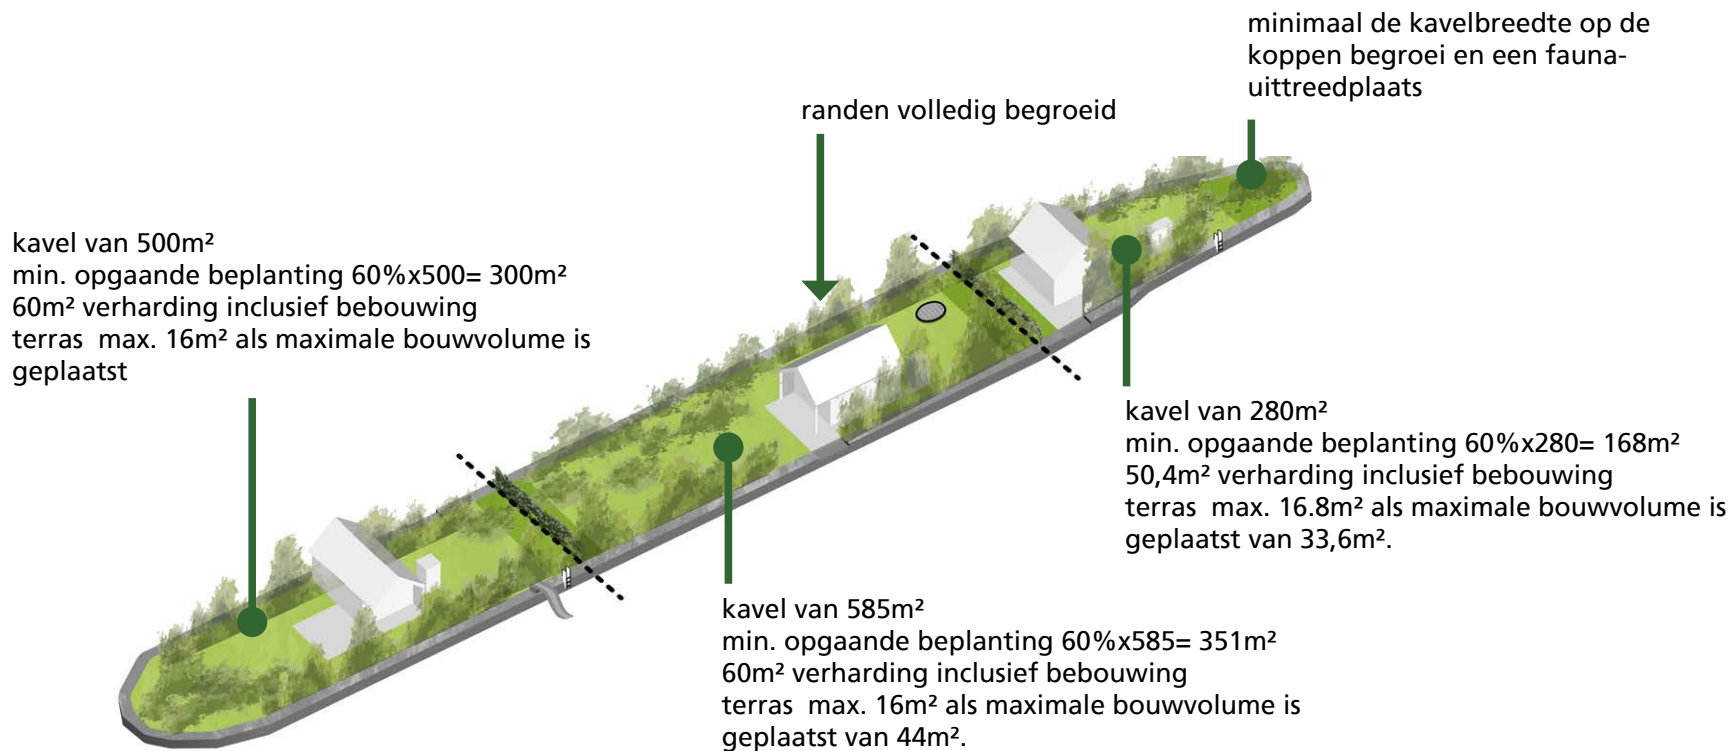 minimaal de kavelbreedte op de
koppen begroei en een fauna-
uittreedplaats
randen volledig begroeid
kavel van 500m²
min. opgaande beplanting 60%x500= 300m²
60m² verharding inclusief bebouwing
terras  max. 16m² als maximale bouwvolume is
geplaatst
kavel van 280m²
min. opgaande beplanting 60%x280= 168m²
50,4m² verharding inclusief bebouwing
terras  max. 16.8m² als maximale bouwvolume is
geplaatst van 33,6m².
kavel van 585m²
min. opgaande beplanting 60%x585= 351m²
60m² verharding inclusief bebouwing
terras  max. 16m² als maximale bouwvolume is
geplaatst van 44m².